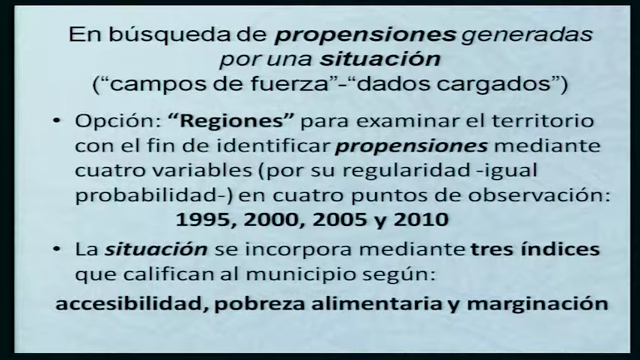 En búsqueda de propensiones generadas
por una situación
(“campos de fuerza”-“dados cargados”)
• Opción: “Regiones” para examinar el territorio
con el fin de identificar propensiones mediante
cuatro variables (por su regularidad -igual
probabilidad-) en cuatro puntos de observación:
1995, 2000, 2005 y 2010
• La situación se incorpora mediante tres índices
que califican al municipio según:
accesibilidad, pobreza alimentaria y marginación